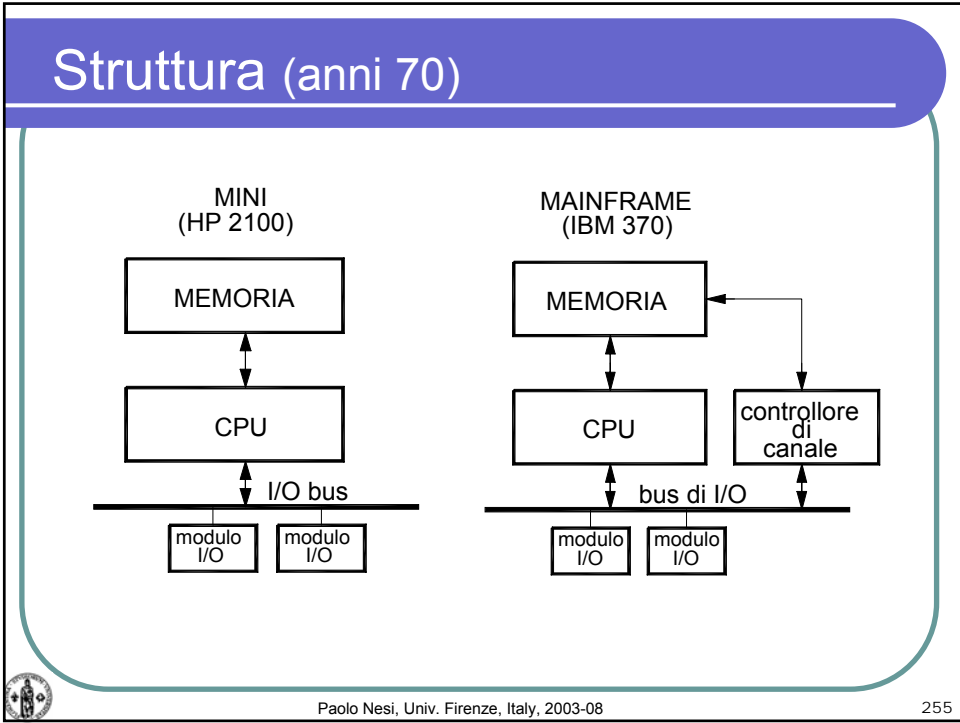 Struttura (anni 70)
MINI
(HP 2100)
MEMORIA
CPU
I/O bus
modulo
I/O
modulo
I/O
MAINFRAME
(IBM 370)
MEMORIA
CPU
controllore
di
canale
bus di I/O
modulo
I/O
modulo
I/O
Paolo Nesi, Univ. Firenze, Italy, 2003-08
255